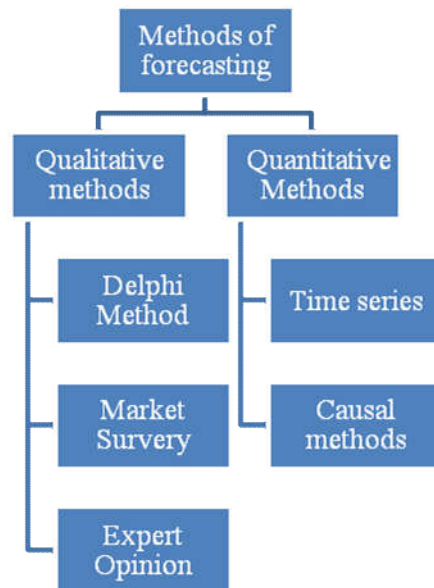 Methods of
forecasting
Qualitative
methods
Quantitative
Methods
Delphi
Method
Time series
Market
Survery
Causal
methods
Expert
Opinion